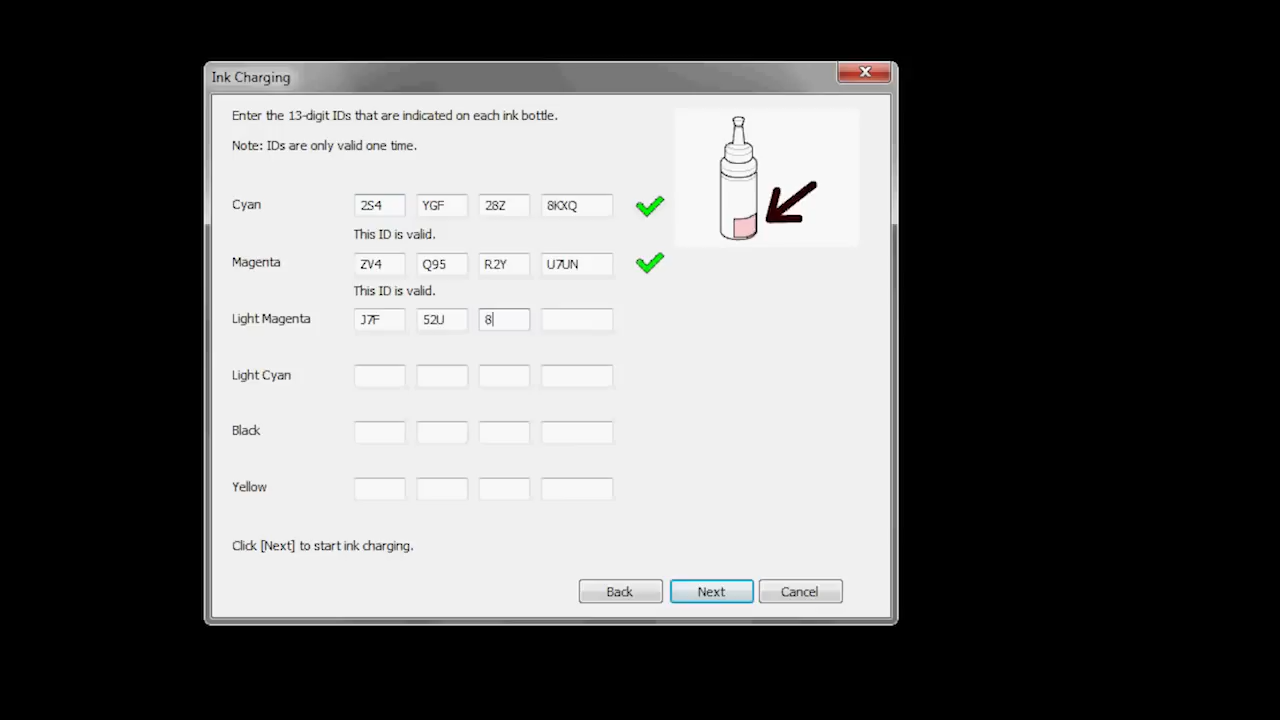 Ink Charging
Enter the 13-digit IDs that are indicated on each ink bottle.
Note: IDs are only valid one time.
Cyan 2S4 YGF 28Z 8KXQ
This ID is valid.
Magenta ZV4 Q95 R2Y U7UN
This ID is valid.
Light Magenta J7F 52U 8
Light Cyan
Black
Yellow
Click [Next] to start ink charging.
Back Next Cancel